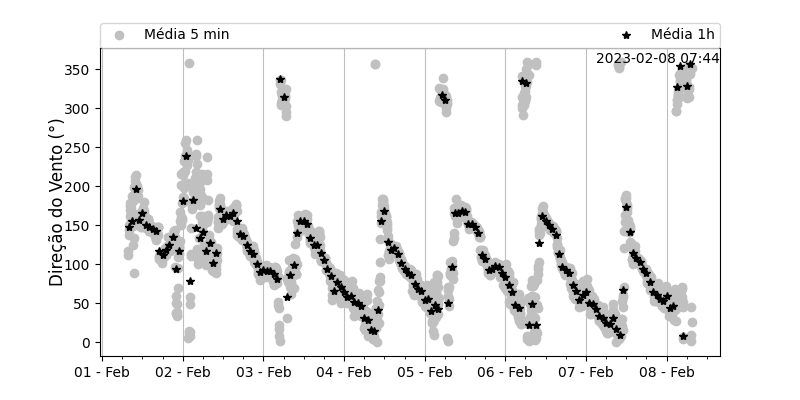 Média 5 min
Média 1h
2023-02-08 07:44
Direção do Vento (°)
350
300
250
200
150
100
50
0
01 - Feb
02 - Feb
03 - Feb
04 - Feb
05 - Feb
06 - Feb
07 - Feb
08 - Feb